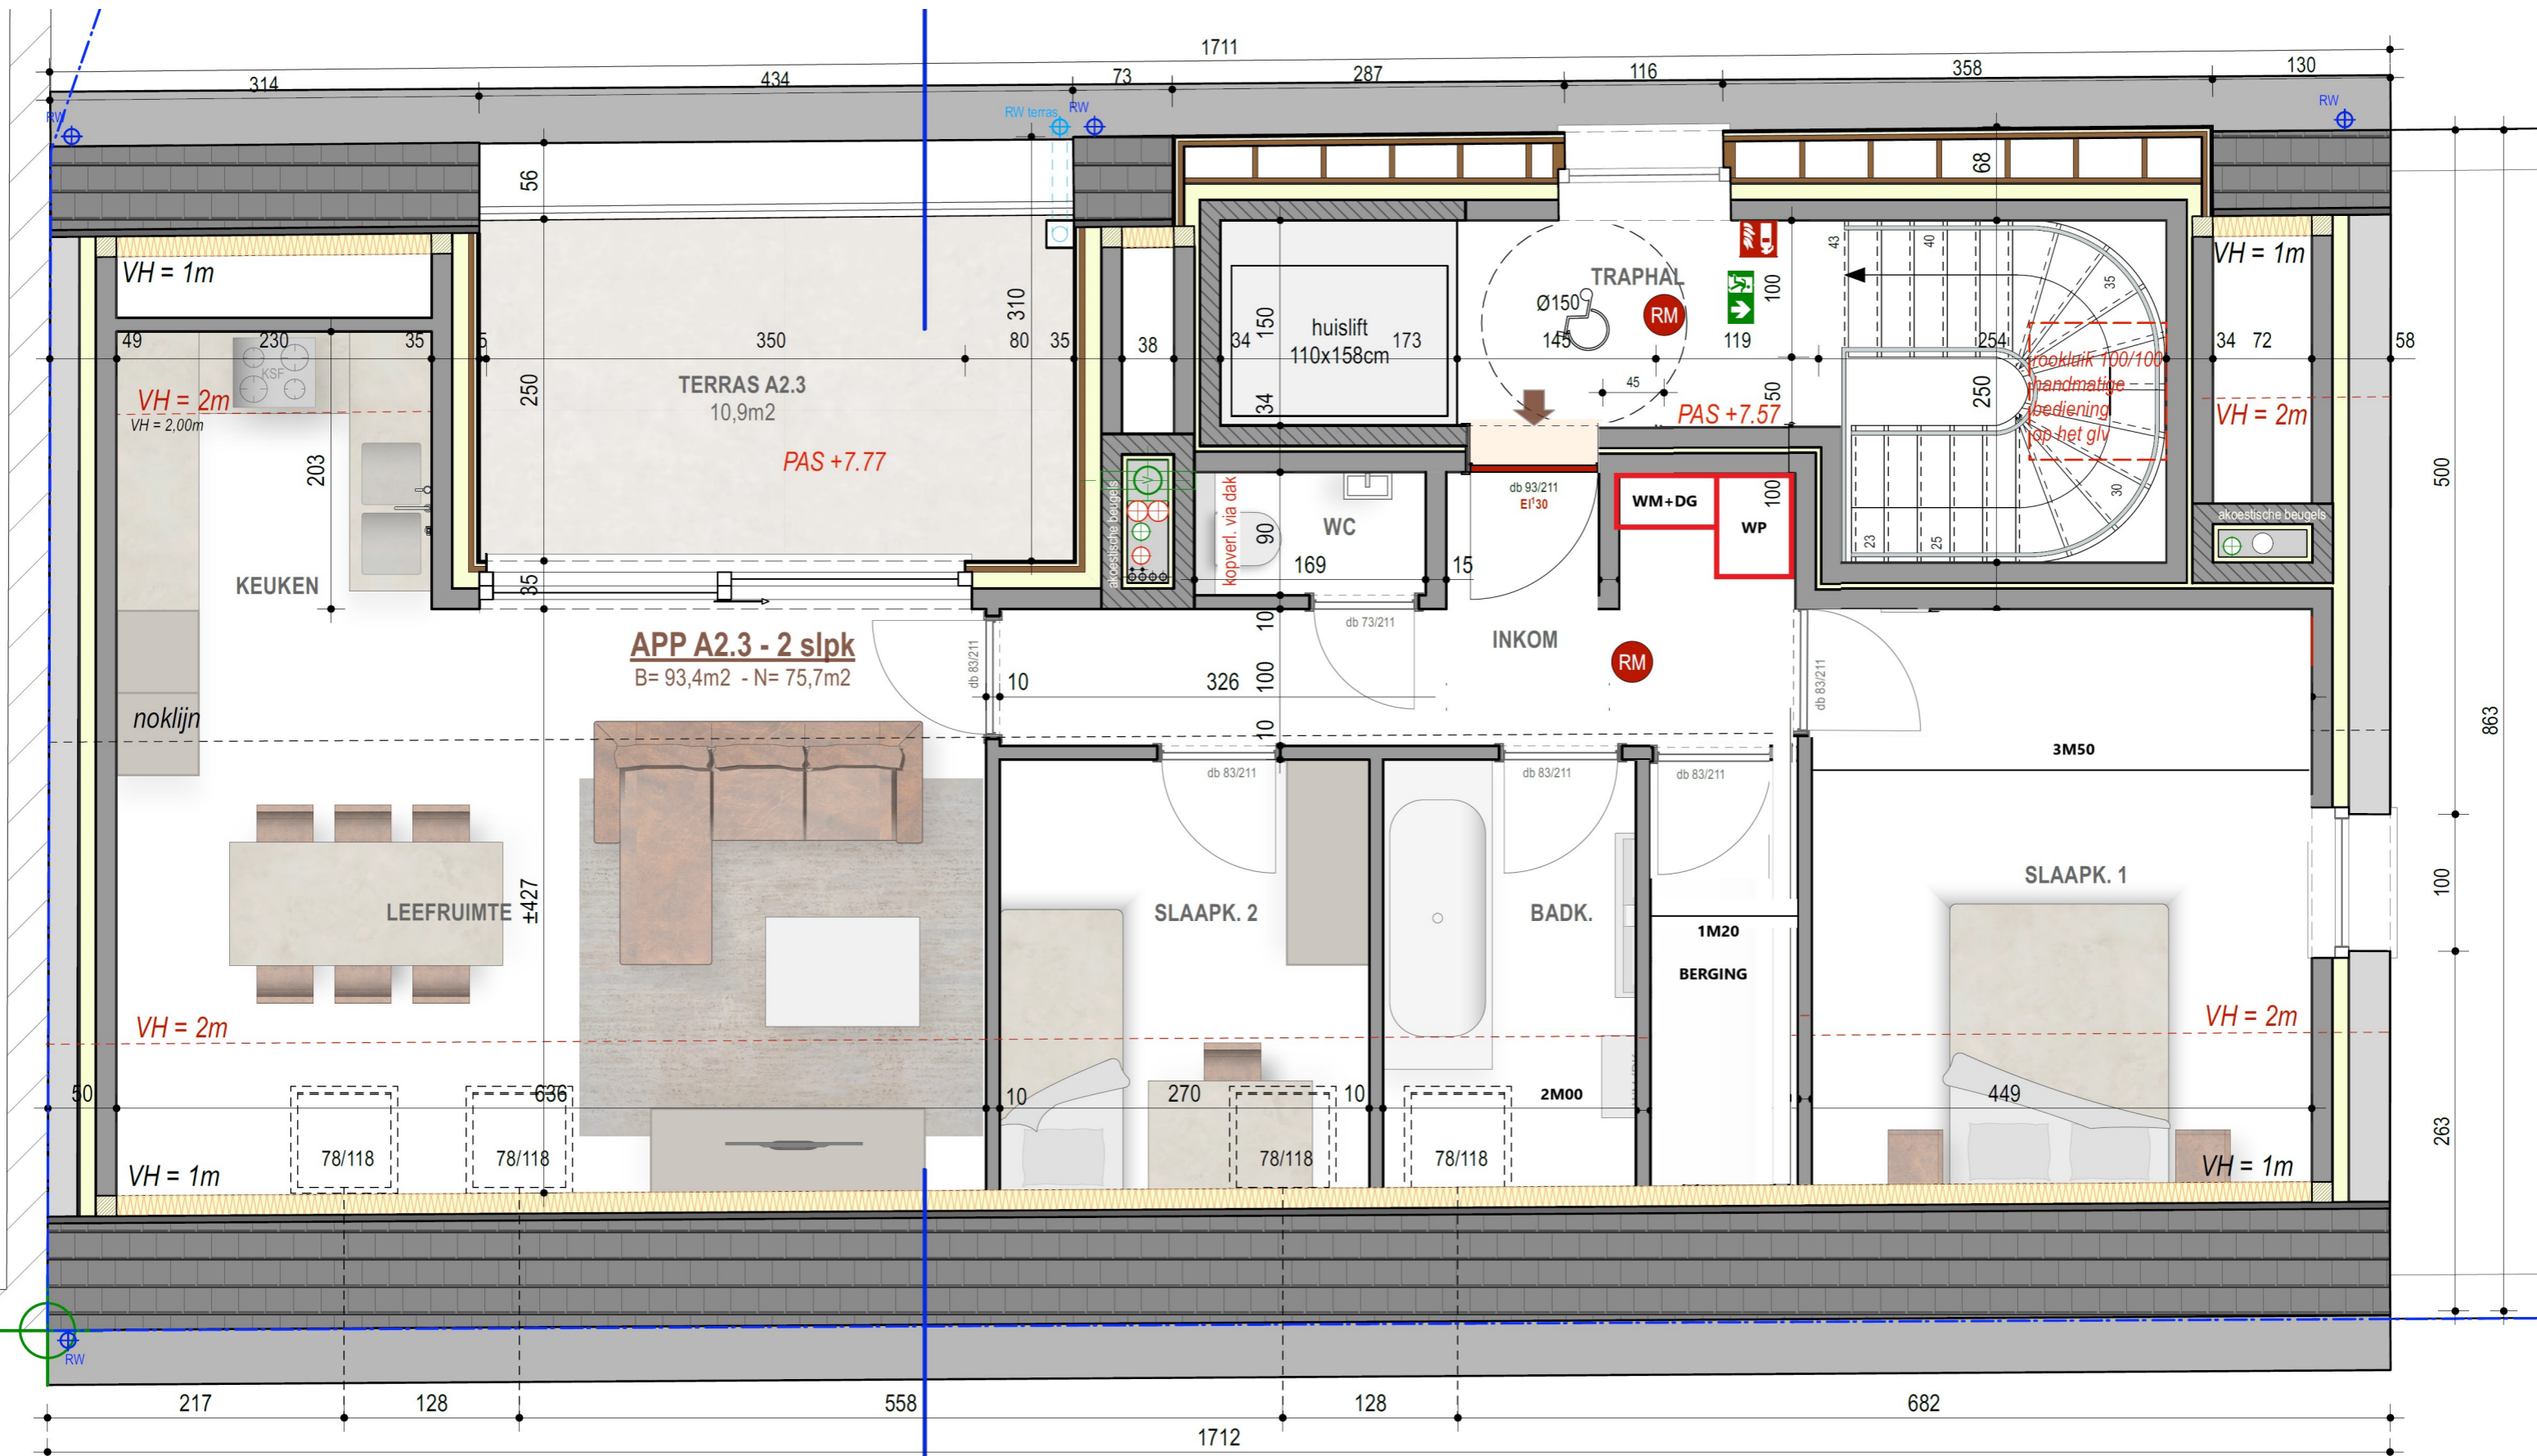 1711
314
434
73
287
116
358
130
RW
RW terras
RW
RW
56
68
VH = 1m
VH = 1m
310
150
100
43
40
35
TRAPHAL
Ø150
RM
huislift
110x158cm
49
230
35
5
350
80
35
38
34
173
145
119
254
34
72
58
KSF
VH = 2m
VH = 2,00m
250
TERRAS A2.3
10,9m2
34
45
50
250
rookluik 100/100
handmatige
bediening
op het glv
VH = 2m
PAS +7.57
PAS +7.77
203
500
akoestische beugels
V
kopverl. via dak
90
WC
db 93/211
EI¹30
WM+DG
WP
100
23
25
30
akoestische beugels
169
15
35
KEUKEN
10
db 73/211
APP A2.3 - 2 slpk
B= 93,4m2 - N= 75,7m2
INKOM
RM
db 83/211
10
326
100
db 83/211
noklijn
10
863
3M50
db 83/211
db 83/211
db 83/211
LEEFRUIMTE
±427
SLAAPK. 2
BADK.
SLAAPK. 1
100
1M20
BERGING
VH = 2m
VH = 2m
50
636
10
270
10
2M00
449
263
78/118
78/118
78/118
78/118
VH = 1m
VH = 1m
RW
217
128
558
128
682
1712